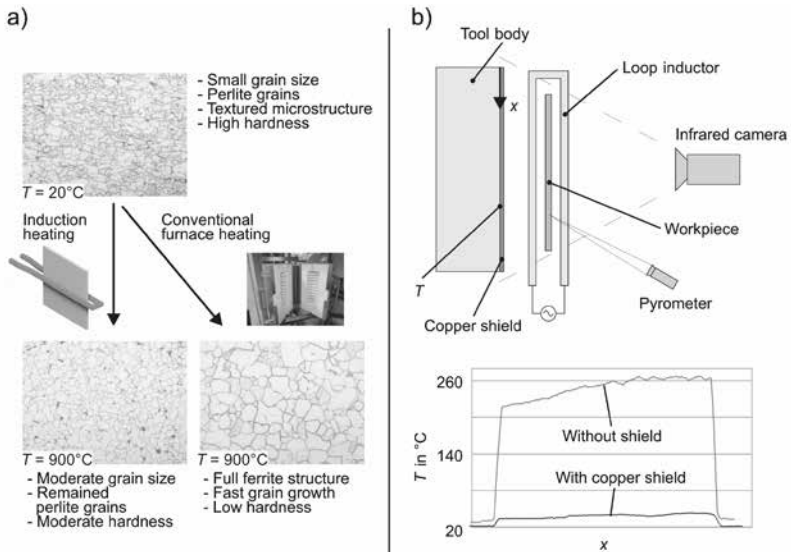 a)
- Small grain size
- Perlite grains
- Textured microstructure
- High hardness
T = 20°C
Induction
heating
Conventional
furnace heating
T = 900°C
- Moderate grain size
- Remained
perlite grains
- Moderate hardness
T = 900°C
- Full ferrite structure
- Fast grain growth
- Low hardness
b)
Tool body
Loop inductor
x
Infrared camera
Workpiece
T
Pyrometer
Copper shield
260
Without shield
T in °C
140
With copper shield
20
x